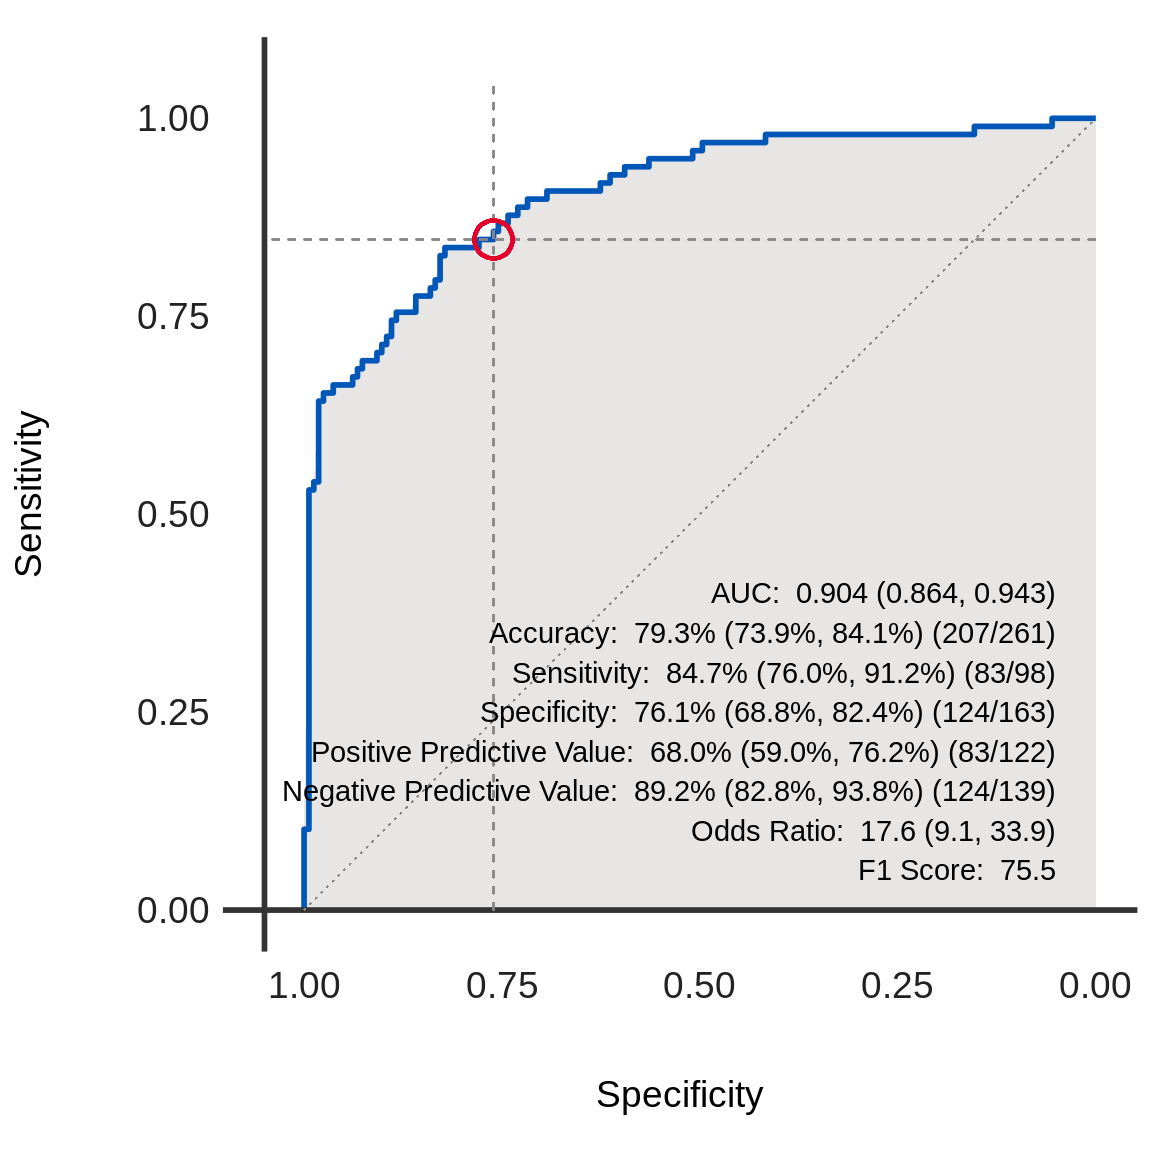 1.00
0.75
0.50
0.25
0.00
Sensitivity
AUC: 0.904 (0.864, 0.943)
Accuracy: 79.3% (73.9%, 84.1%) (207/261)
Sensitivity: 84.7% (76.0%, 91.2%) (83/98)
Specificity: 76.1% (68.8%, 82.4%) (124/163)
Positive Predictive Value: 68.0% (59.0%, 76.2%) (83/122)
Negative Predictive Value: 89.2% (82.8%, 93.8%) (124/139)
Odds Ratio: 17.6 (9.1, 33.9)
F1 Score: 75.5
1.00 0.75 0.50 0.25 0.00
Specificity